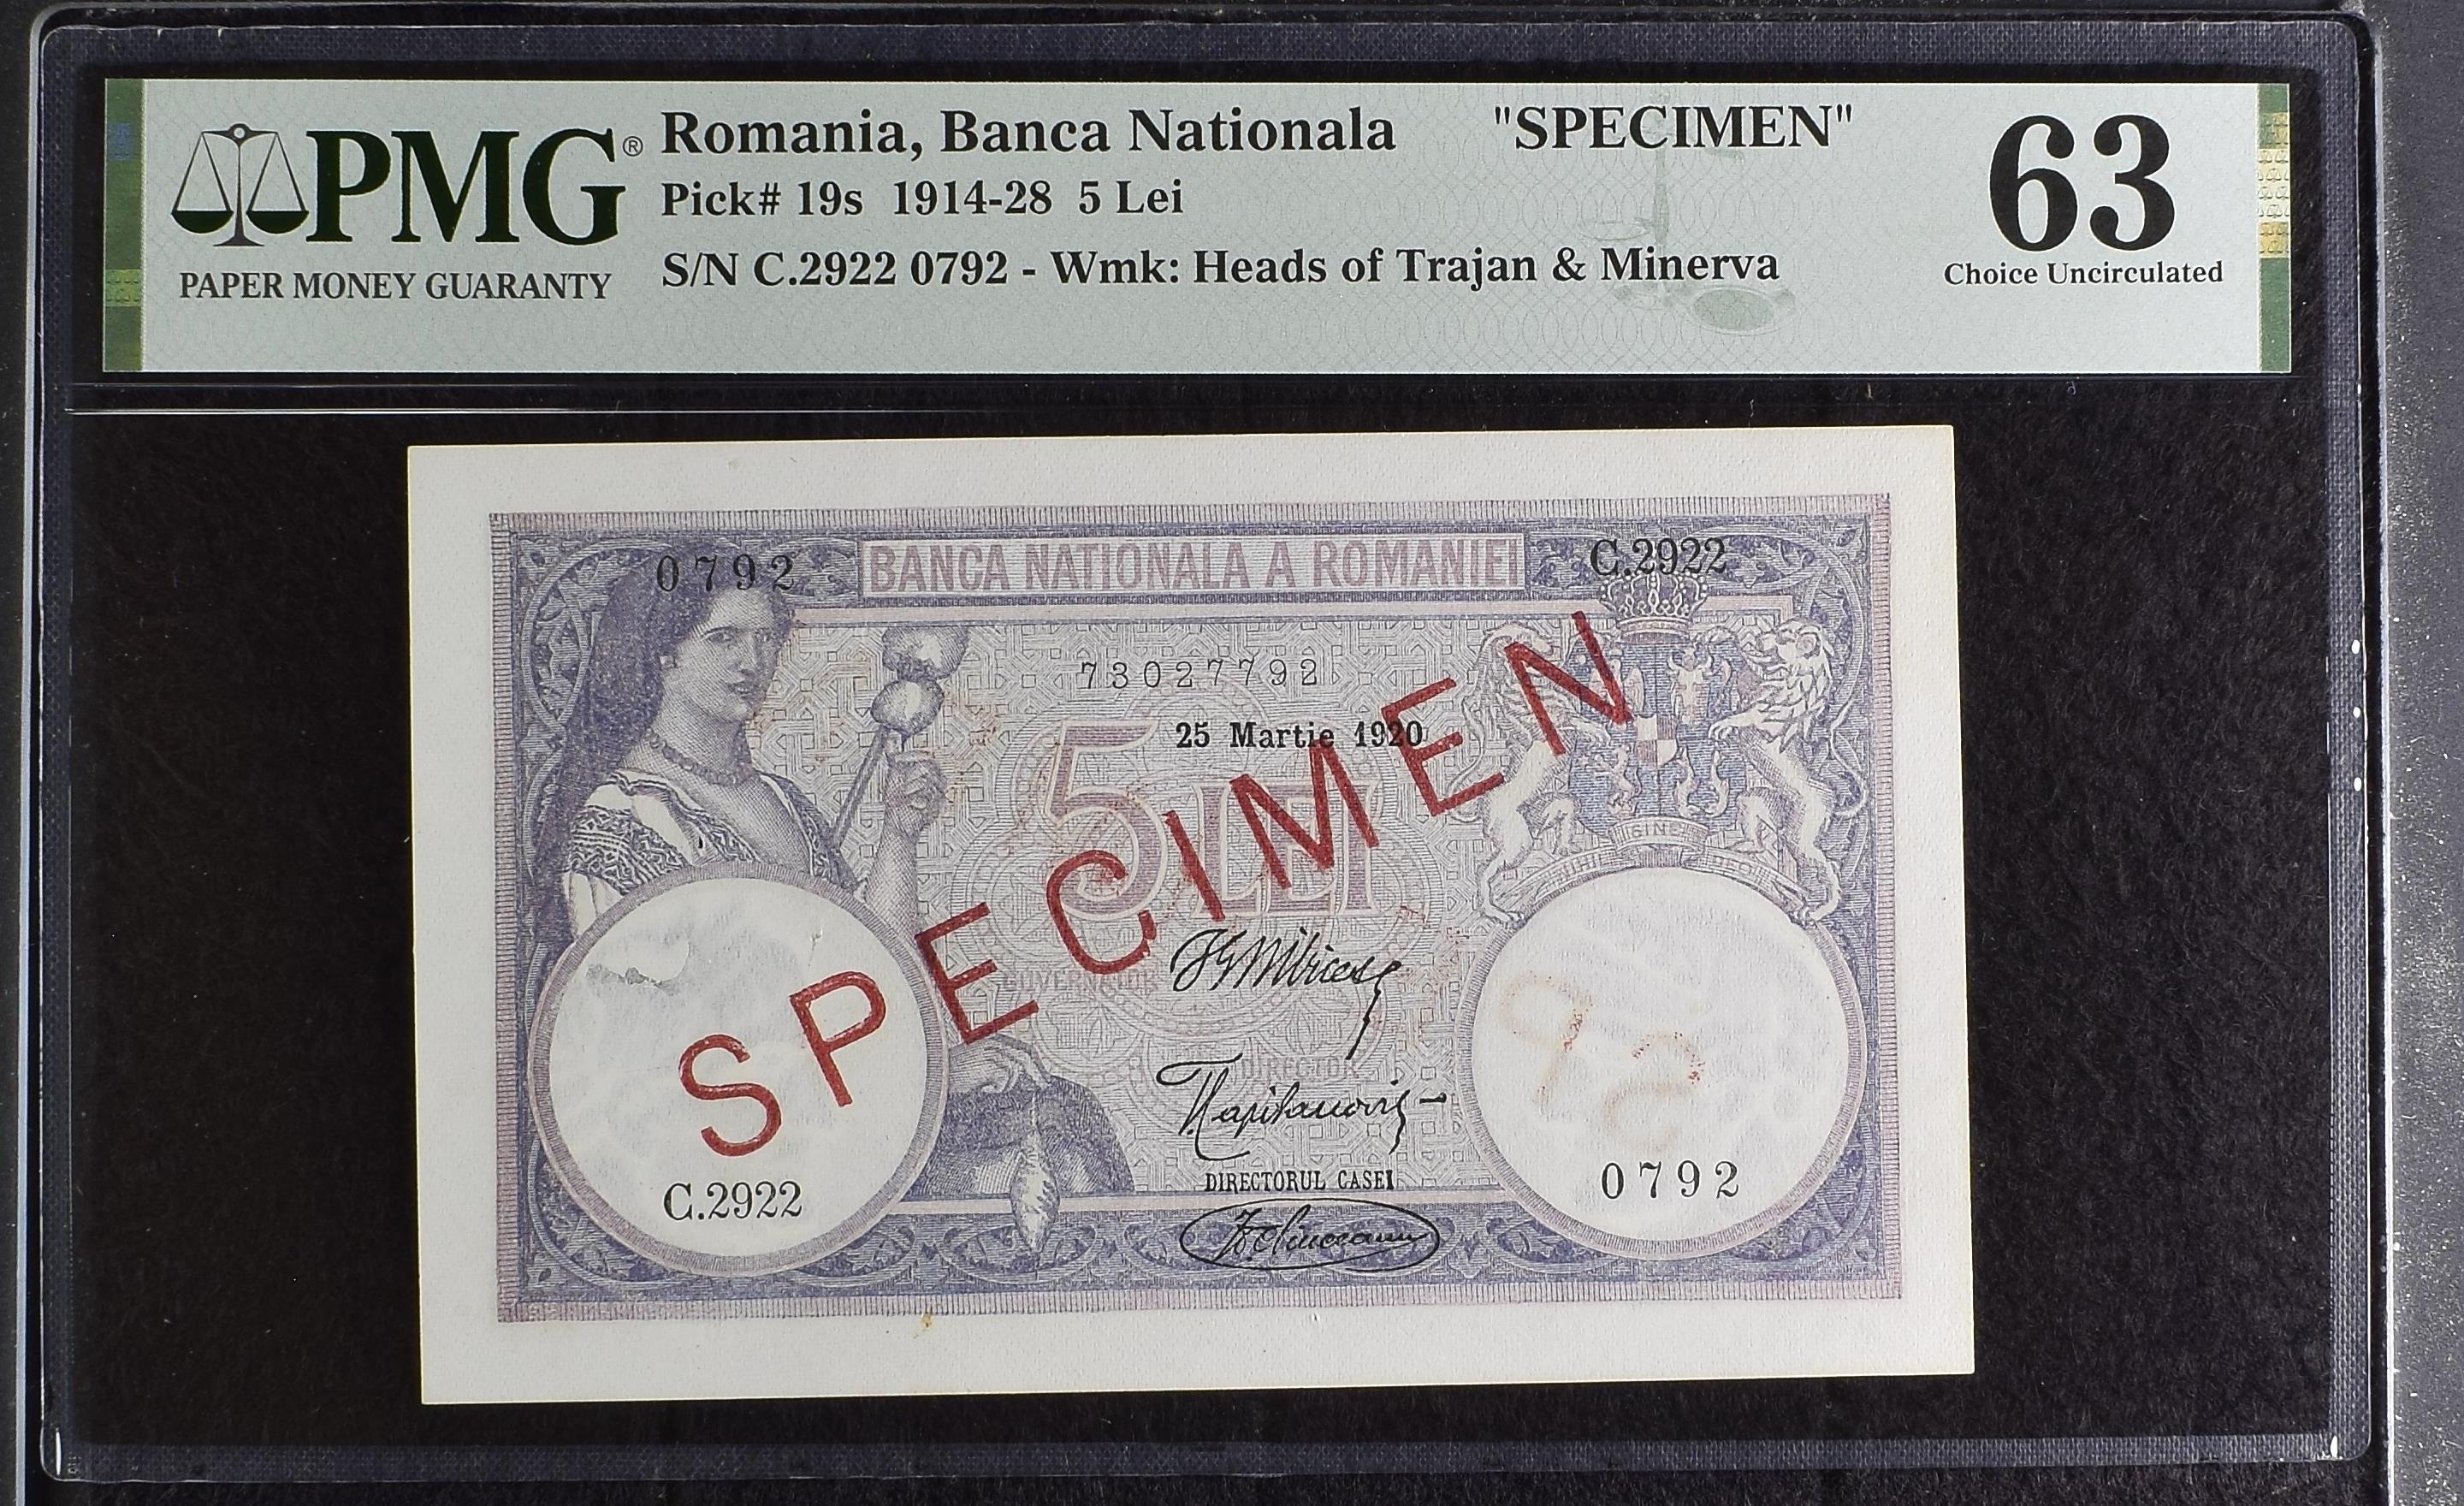 PMG®
PAPER MONEY GUARANTY
Romania, Banca Nationala "SPECIMEN"
Pick# 19s 1914-28 5 Lei
S/N C.2922 0792 - Wmk: Heads of Trajan & Minerva
63
Choice Uncirculated
0792
BANCA NATIONALA A ROMANIEI
C.2922
73027792
25 Martie 1920
5 LEI
SPECIMEN
SINE
GUVERNATOR
DIRECTOR
DIRECTORUL CASEI
C.2922
0792